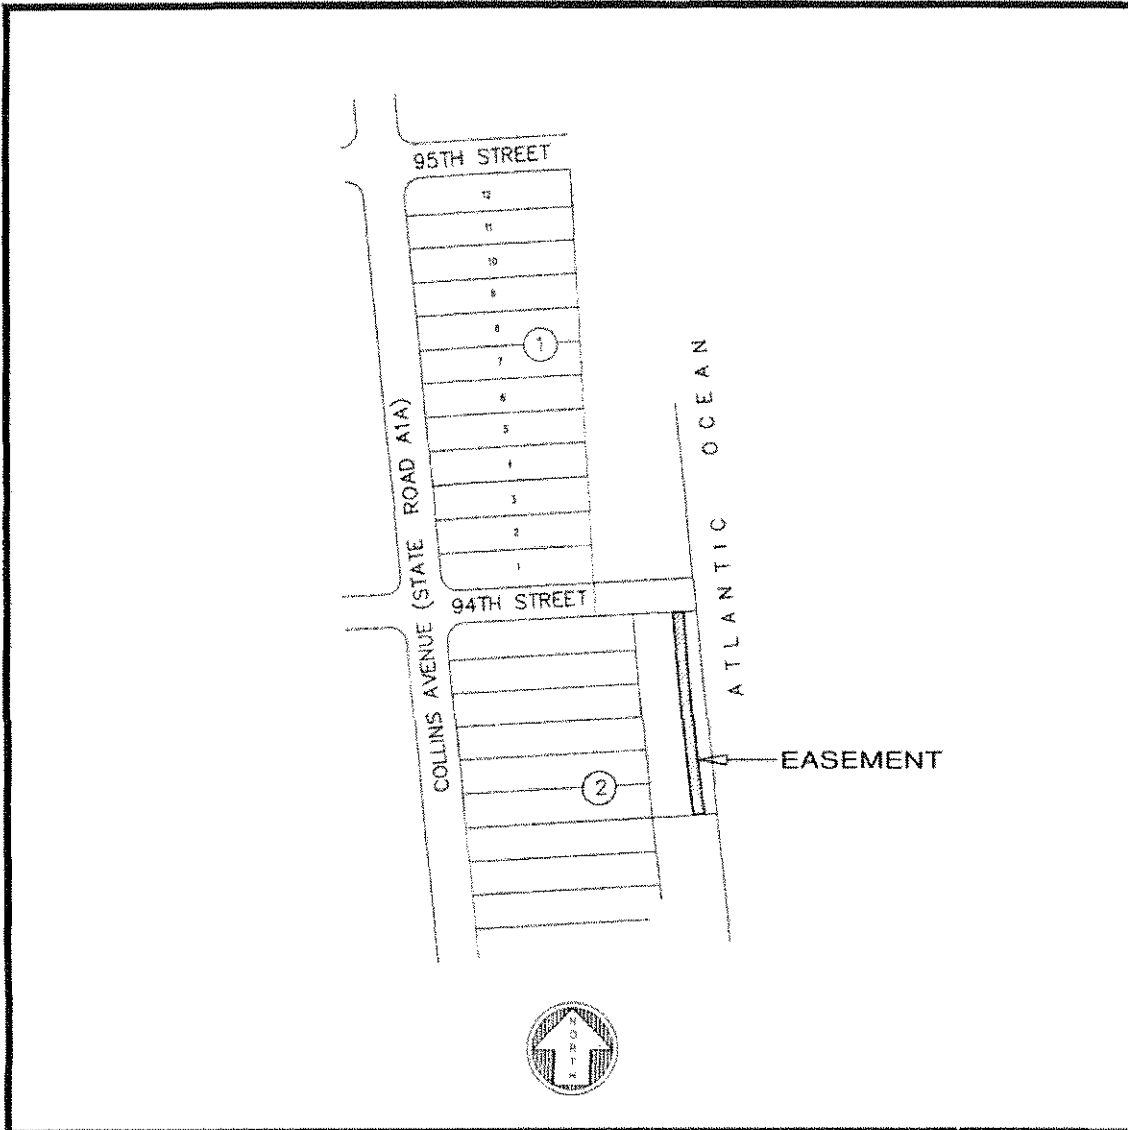 95TH STREET
12
11
10
9
8
1
7
6
5
4
3
2
1
94TH STREET
COLLINS AVENUE (STATE ROAD A1A)
ATLANTIC OCEAN
EASEMENT
2
NORTH